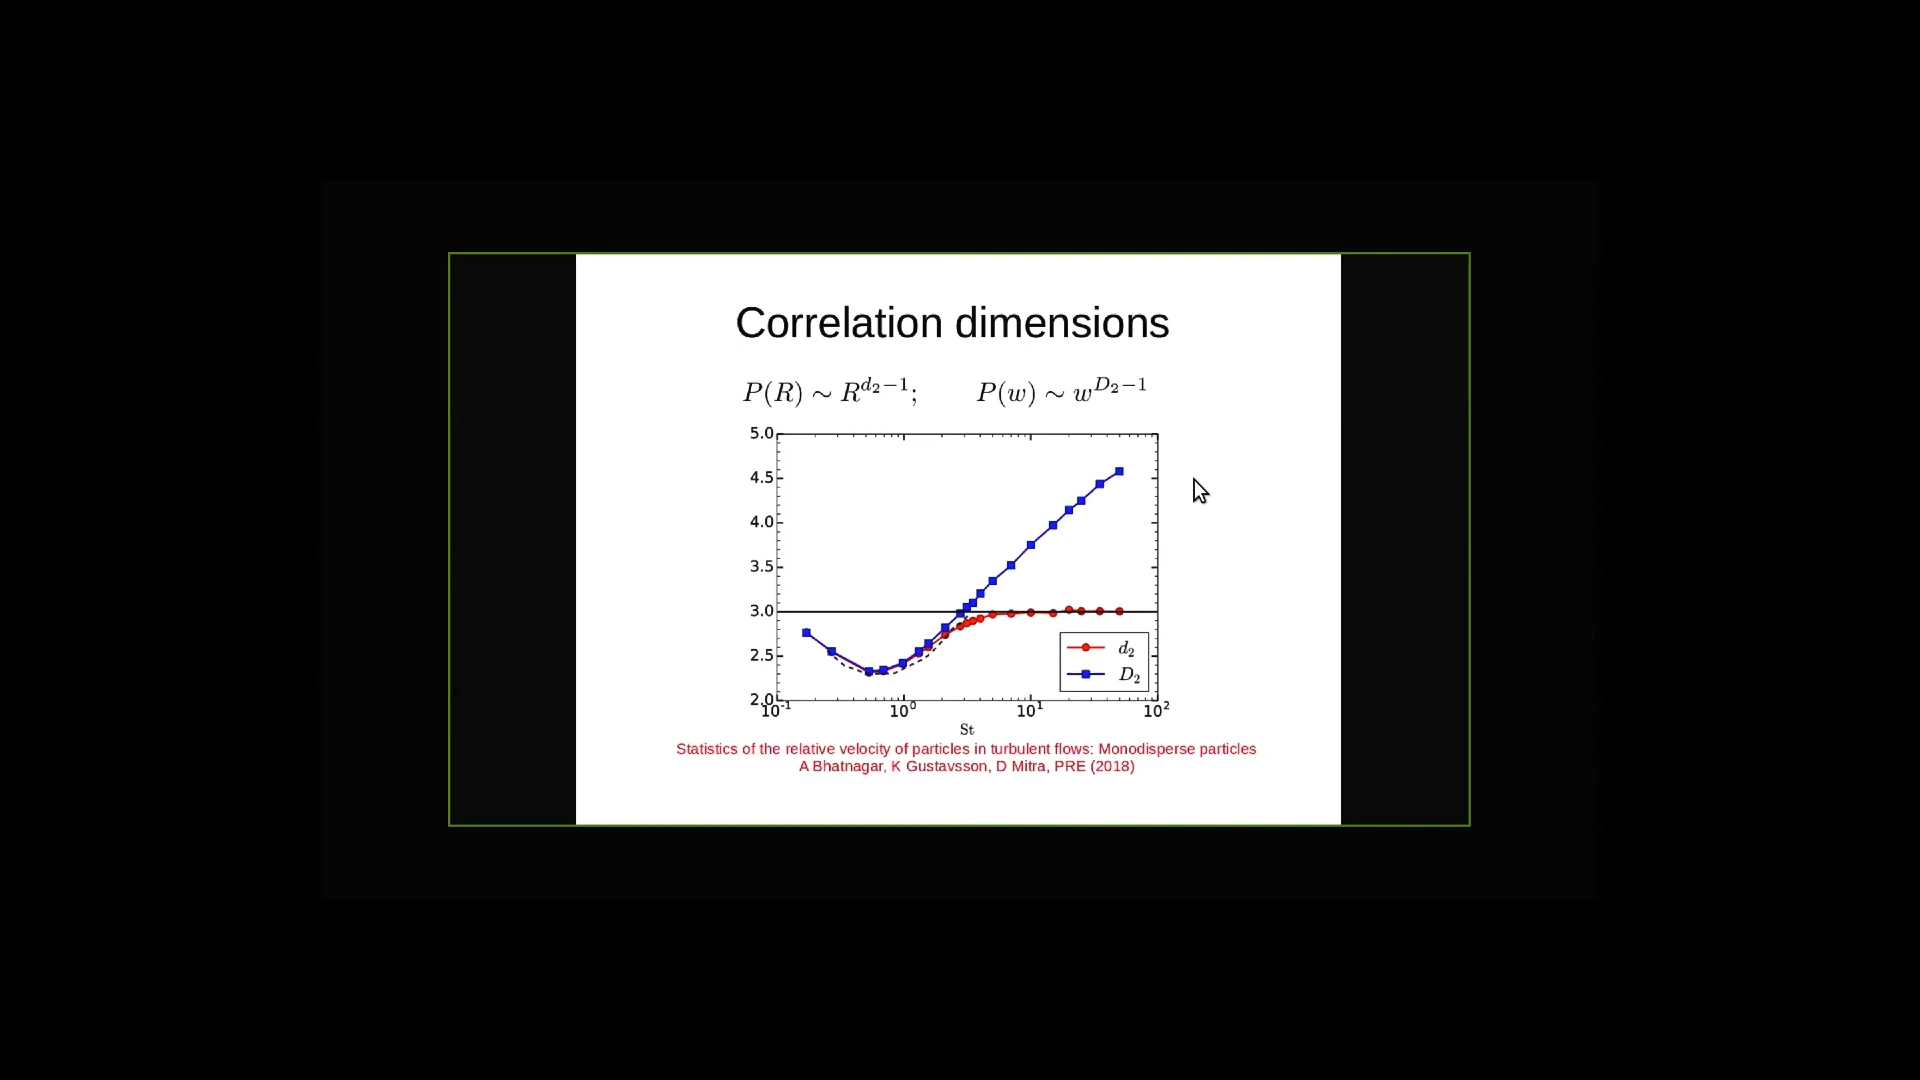 Correlation dimensions
P(R) ∼ R^{d_2−1};  P(w) ∼ w^{D_2−1}
5.0
4.5
4.0
3.5
3.0
2.5
2.0
d_2
D_2
10^{-1} 10^0 10^1 10^2
St
Statistics of the relative velocity of particles in turbulent flows: Monodisperse particles
A Bhatnagar, K Gustavsson, D Mitra, PRE (2018)